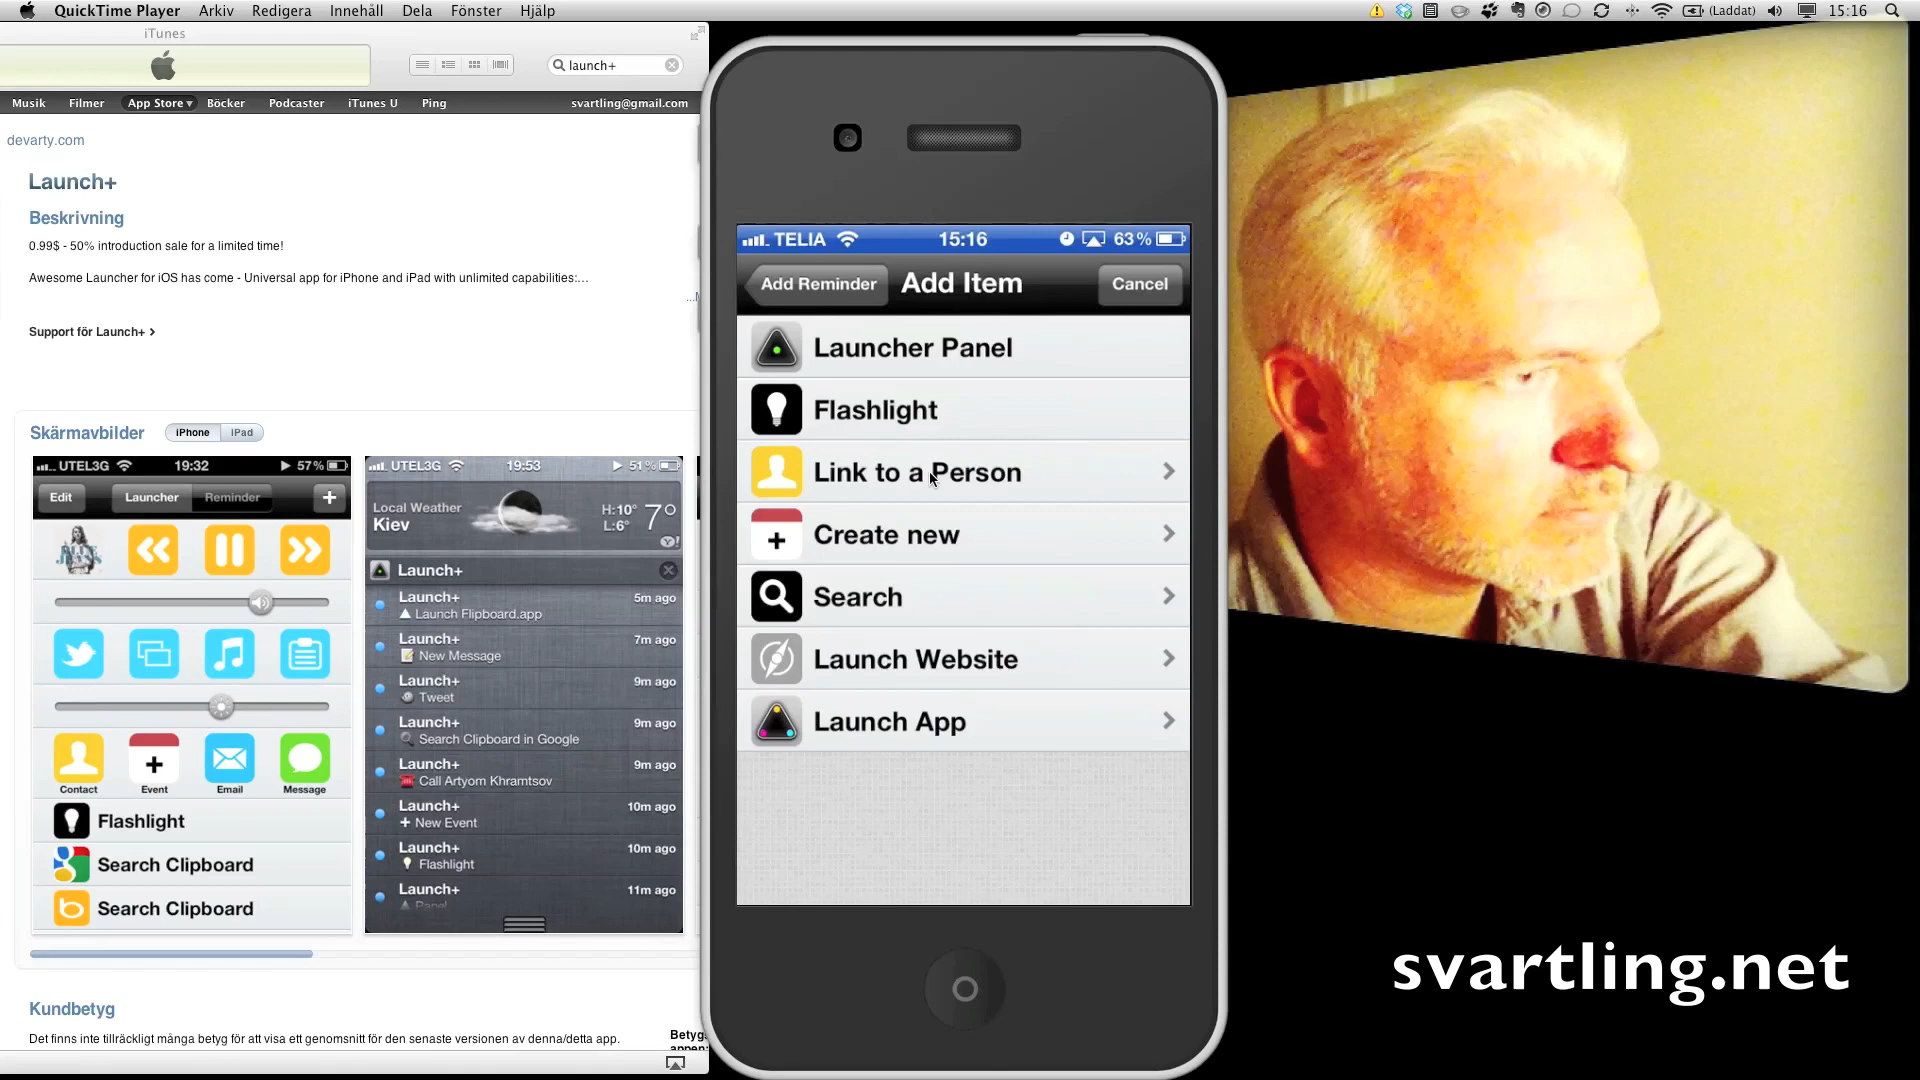 QuickTime Player Arkiv Redigera Innehåll Dela Fönster Hjälp (Laddat) 15:16
iTunes
launch+
Musik Filmer App Store ▾ Böcker Podcaster iTunes U Ping svartling@gmail.com
devarty.com
Launch+
Beskrivning
0.99$ - 50% introduction sale for a limited time!
Awesome Launcher for iOS has come - Universal app for iPhone and iPad with unlimited capabilities:...
Support för Launch+
Skärmavbilder iPhone iPad
UTEL3G 19:32 57%
Edit Launcher Reminder +
Contact Event Email Message
Flashlight
Search Clipboard
Search Clipboard
UTEL3G 19:53 51%
Local Weather
Kiev
H:10°
L:6°
7°
Y!
Launch+
Launch+ 5m ago
Launch Flipboard.app
Launch+ 7m ago
New Message
Launch+ 9m ago
Tweet
Launch+ 9m ago
Search Clipboard in Google
Launch+ 9m ago
Call Artyom Khramtsov
Launch+ 10m ago
New Event
Launch+ 10m ago
Flashlight
Launch+ 11m ago
Panel
Kundbetyg
Det finns inte tillräckligt många betyg för att visa ett genomsnitt för den senaste versionen av denna/detta app.
TELIA 15:16 63%
Add Reminder Add Item Cancel
Launcher Panel
Flashlight
Link to a Person
Create new
Search
Launch Website
Launch App
svartling.net